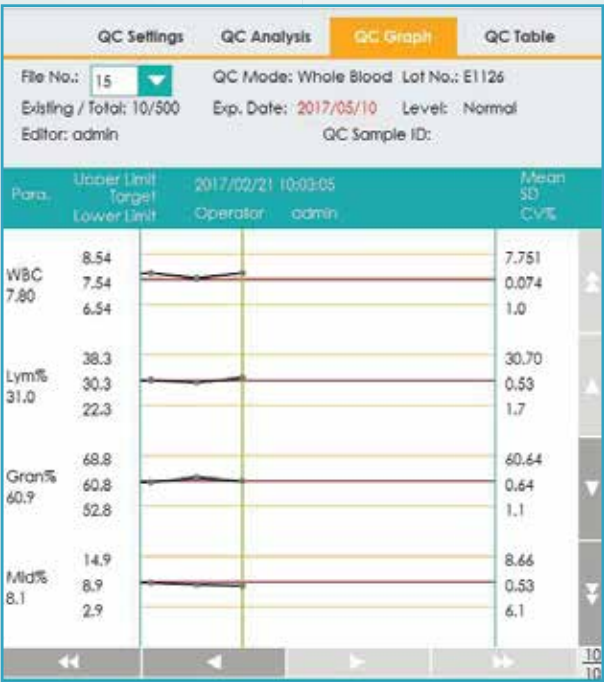 QC Settings QC Analysis QC Graph QC Table
File No.: 15 QC Mode: Whole Blood Lot No.: E1126
Existing / Total: 10/500 Exp. Date: 2017/05/10 Level: Normal
Editor: admin QC Sample ID:
Para. Upper Limit Target Lower Limit 2017/02/21 10:03:05 Operator admin Mean SD CV%
WBC 7.80 8.54 7.54 6.54 7.751 0.074 1.0
Lym% 31.0 38.3 30.3 22.3 30.70 0.53 1.7
Gran% 60.9 68.8 60.8 52.8 60.64 0.64 1.1
Mid% 8.1 14.9 8.9 2.9 8.66 0.53 6.1
10
10